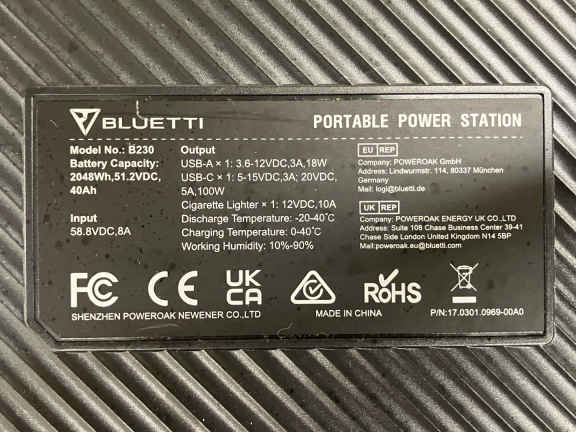 BLUETTI
PORTABLE POWER STATION
Model No.: B230
Battery Capacity:
2048Wh,51.2VDC,
40Ah
Input
58.8VDC,8A
Output
USB-A × 1: 3.6-12VDC,3A,18W
USB-C × 1: 5-15VDC,3A; 20VDC,
5A,100W
Cigarette Lighter × 1: 12VDC,10A
Discharge Temperature: -20-40°C
Charging Temperature: 0-40°C
Working Humidity: 10%-90%
EU REP
Company: POWEROAK GmbH
Address: Lindwurmstr. 114, 80337 München
Germany
Mail: logi@bluetti.de
UK REP
Company: POWEROAK ENERGY UK CO.,LTD
Address: Suite 108 Chase Business Center 39-41
Chase Side London United Kingdom N14 5BP
Mail:poweroak.eu@bluetti.com
FC CE UK
CA
RoHS
SHENZHEN POWEROAK NEWENER CO.,LTD
MADE IN CHINA
P/N:17.0301.0969-00A0